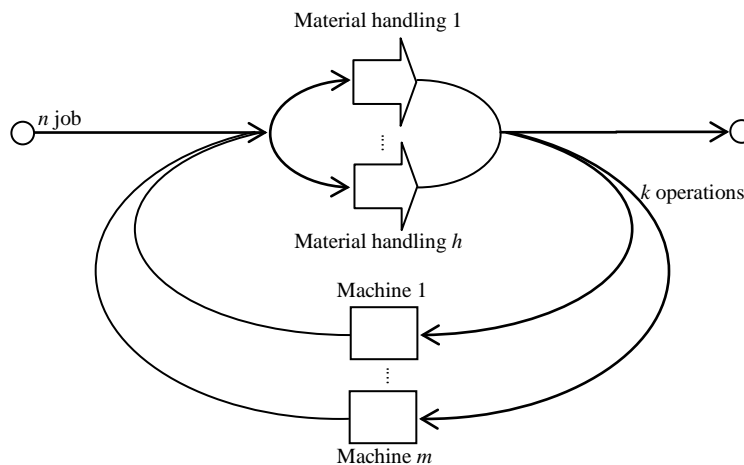 Material handling 1
n job
k operations
Material handling h
Machine 1
Machine m